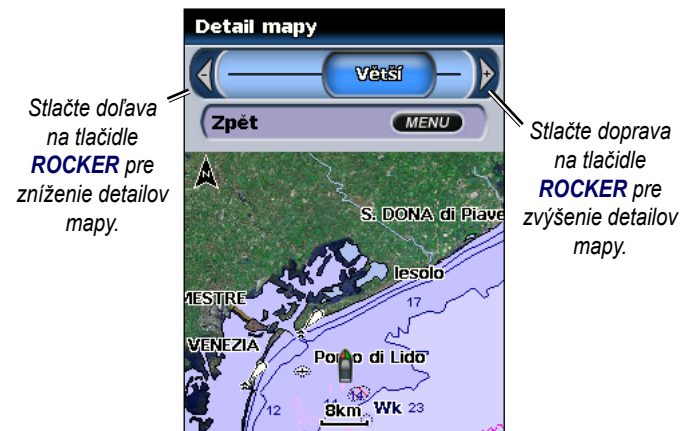 Detail mapy
-
Větší
+
Zpět
MENU
Stlačte doľava
na tlačidle
ROCKER pre
zníženie detailov
mapy.
Stlačte doprava
na tlačidle
ROCKER pre
zvýšenie detailov
mapy.
N
S. DONA di Piave
Iesolo
MESTRE
17
VENEZIA
di Lido
12
14
8km
Wk
23